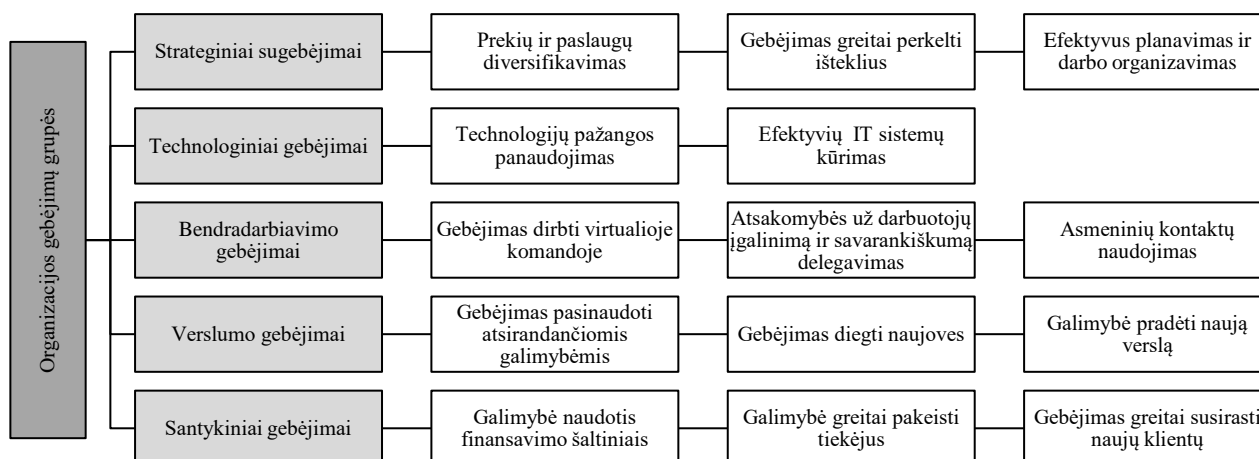 Organizacijos gebėjimų grupės
Strateginiai sugebėjimai
Prekių ir paslaugų
diversifikavimas
Gebėjimas greitai perkelti
išteklius
Efektyvus planavimas ir
darbo organizavimas
Technologiniai gebėjimai
Technologijų pažangos
panaudojimas
Efektyvių IT sistemų
kūrimas
Bendradarbiavimo
gebėjimai
Gebėjimas dirbti virtualioje
komandoje
Atsakomybės už darbuotojų
įgalinimą ir savarankiškumą
delegavimas
Asmeninių kontaktų
naudojimas
Verslumo gebėjimai
Gebėjimas pasinaudoti
atsirandančiomis
galimybėmis
Gebėjimas diegti naujoves
Galimybė pradėti naują
verslą
Santykiniai gebėjimai
Galimybė naudotis
finansavimo šaltiniais
Galimybė greitai pakeisti
tiekėjus
Gebėjimas greitai susirasti
naujų klientų